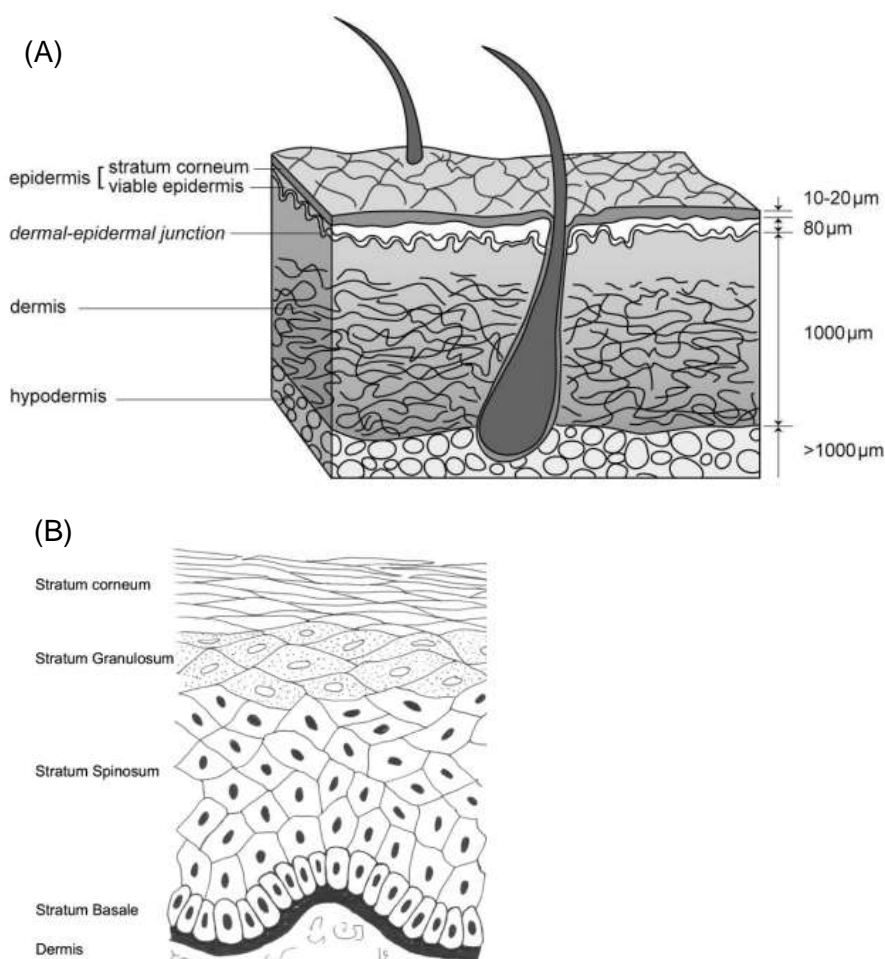 (A)
epidermis [ stratum corneum
viable epidermis
dermal-epidermal junction
dermis
hypodermis
10-20µm
80µm
1000µm
>1000µm
(B)
Stratum corneum
Stratum Granulosum
Stratum Spinosum
Stratum Basale
Dermis